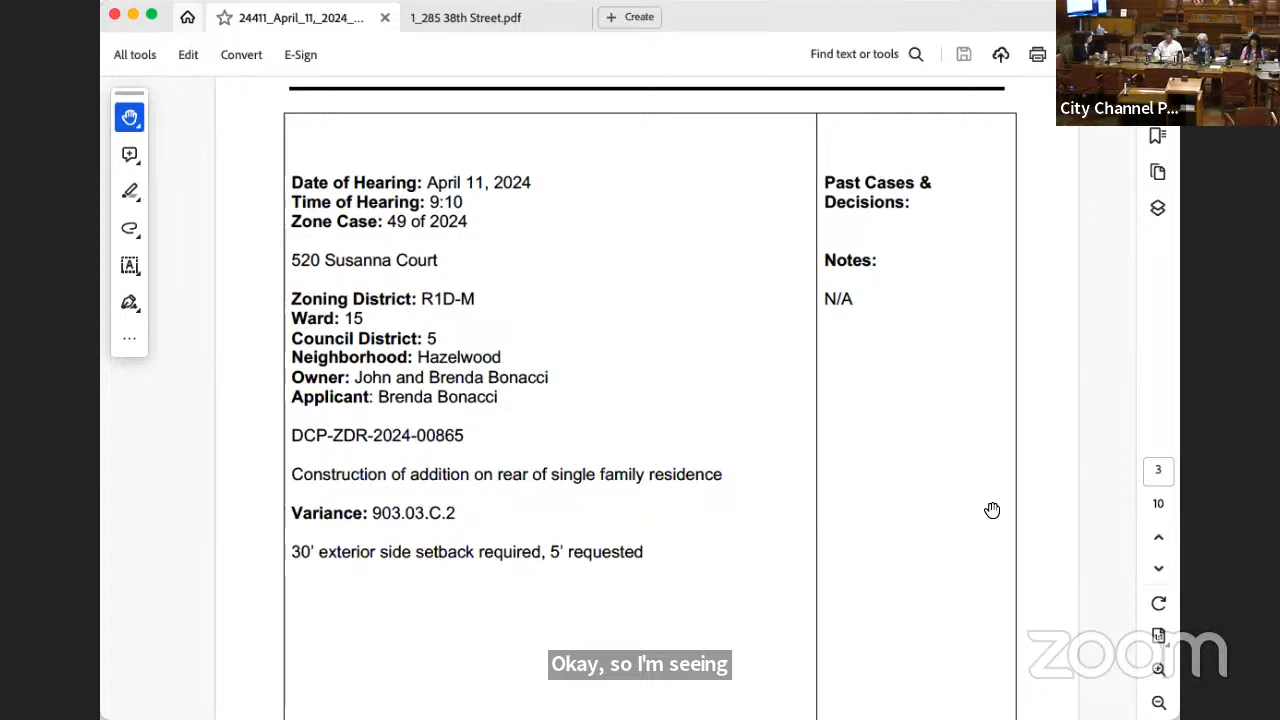 24411_April_11,_2024_...
1_285 38th Street.pdf
Create
All tools
Edit
Convert
E-Sign
Find text or tools
City Channel P...
Date of Hearing: April 11, 2024
Time of Hearing: 9:10
Zone Case: 49 of 2024
520 Susanna Court
Zoning District: R1D-M
Ward: 15
Council District: 5
Neighborhood: Hazelwood
Owner: John and Brenda Bonacci
Applicant: Brenda Bonacci
DCP-ZDR-2024-00865
Construction of addition on rear of single family residence
Variance: 903.03.C.2
30' exterior side setback required, 5' requested
Past Cases &
Decisions:
Notes:
N/A
3
10
Okay, so I'm seeing
zoom